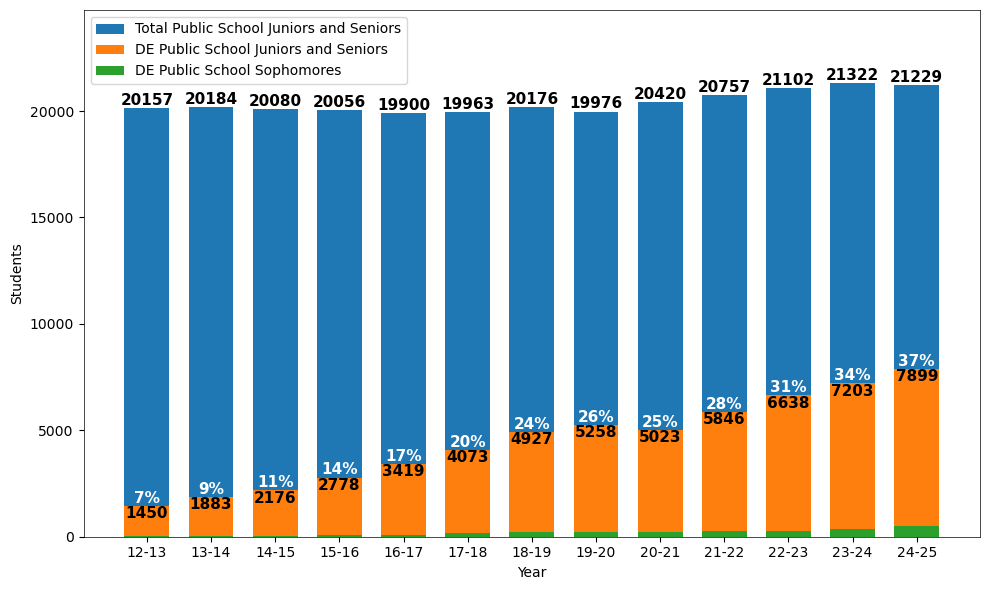 Total Public School Juniors and Seniors
DE Public School Juniors and Seniors
DE Public School Sophomores
20157 20184 20080 20056 19900 19963 20176 19976 20420 20757 21102 21322 21229
7% 9% 11% 14% 17% 20% 24% 26% 25% 28% 31% 34% 37%
1450 1883 2176 2778 3419 4073 4927 5258 5023 5846 6638 7203 7899
20000
15000
10000
5000
0
Students
12-13 13-14 14-15 15-16 16-17 17-18 18-19 19-20 20-21 21-22 22-23 23-24 24-25
Year